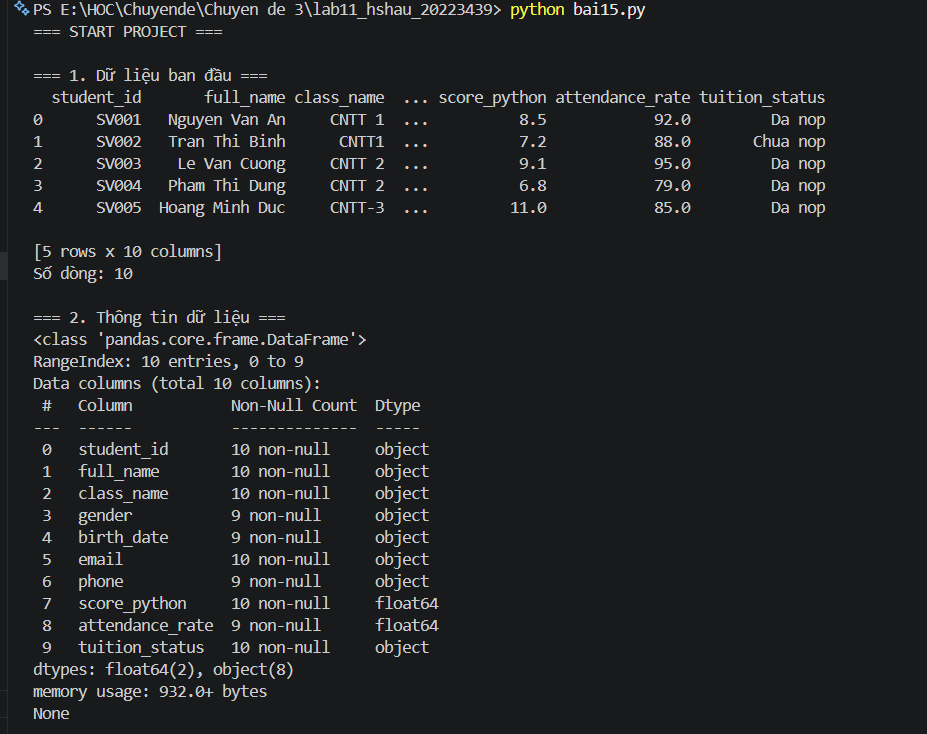 PS E:\HOC\Chuyende\Chuyen de 3\lab11_hshau_20223439> python bai15.py
=== START PROJECT ===
=== 1. Dữ liệu ban đầu ===
  student_id       full_name class_name  ... score_python attendance_rate tuition_status
0      SV001   Nguyen Van An     CNTT 1  ...          8.5            92.0         Da nop
1      SV002   Tran Thi Binh      CNTT1  ...          7.2            88.0       Chua nop
2      SV003    Le Van Cuong     CNTT 2  ...          9.1            95.0         Da nop
3      SV004   Pham Thi Dung     CNTT 2  ...          6.8            79.0         Da nop
4      SV005  Hoang Minh Duc     CNTT-3  ...         11.0            85.0         Da nop
[5 rows x 10 columns]
Số dòng: 10
=== 2. Thông tin dữ liệu ===
<class 'pandas.core.frame.DataFrame'>
RangeIndex: 10 entries, 0 to 9
Data columns (total 10 columns):
 #   Column           Non-Null Count  Dtype
---  ------           --------------  -----
 0   student_id       10 non-null     object
 1   full_name        10 non-null     object
 2   class_name       10 non-null     object
 3   gender           9 non-null      object
 4   birth_date       9 non-null      object
 5   email            10 non-null     object
 6   phone            9 non-null      object
 7   score_python     10 non-null     float64
 8   attendance_rate  9 non-null      float64
 9   tuition_status   10 non-null     object
dtypes: float64(2), object(8)
memory usage: 932.0+ bytes
None